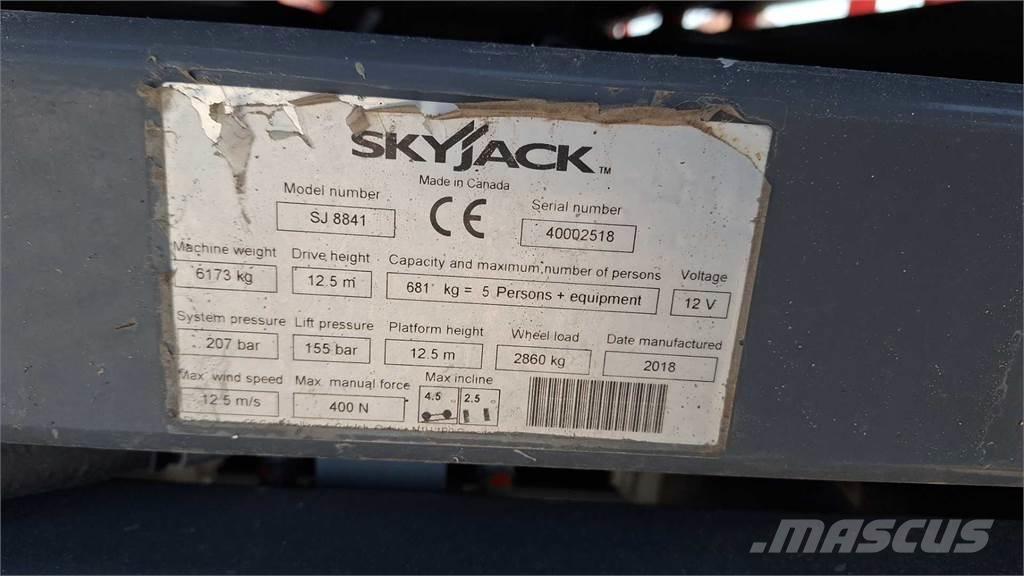 SKYJACK™
Made in Canada
Model number
SJ 8841
CE
Serial number
40002518
Machine weight
6173 kg
Drive height
12.5 m
Capacity and maximum number of persons
681 kg = 5 Persons + equipment
Voltage
12 V
System pressure
207 bar
Lift pressure
155 bar
Platform height
12.5 m
Wheel load
2860 kg
Date manufactured
2018
Max wind speed
12.5 m/s
Max. manual force
400 N
Max incline
4.5 ° 2.5 °
MASCUS